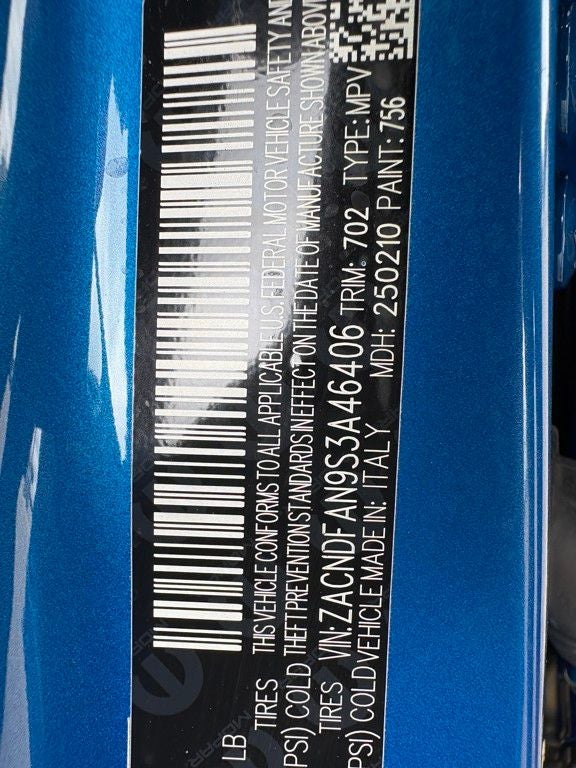 LB
TIRES THIS VEHICLE CONFORMS TO ALL APPLICABLE U.S. FEDERAL MOTOR VEHICLE SAFETY AND
PSI) COLD THEFT PREVENTION STANDARDS IN EFFECT ON THE DATE OF MANUFACTURE SHOWN ABOVE
TIRES VIN: ZACNDFAN9S3A46406 TRIM: 702 TYPE: MPV
PSI) COLD VEHICLE MADE IN: ITALY MDH: 250210 PAINT: 756
MOPAR